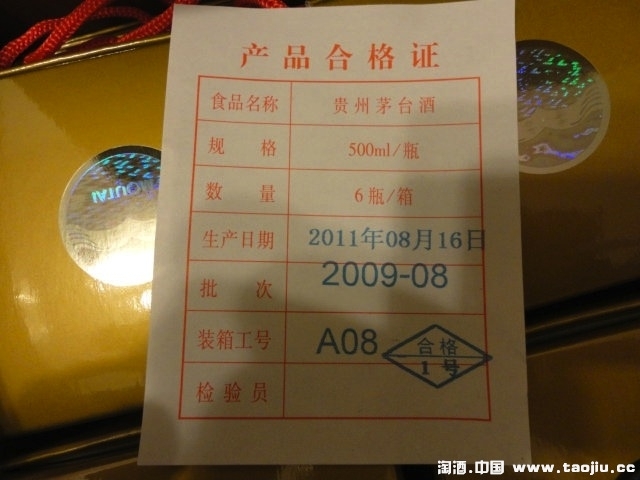 产品合格证
食品名称 贵州茅台酒
规格 500ml/瓶
数量 6瓶/箱
生产日期 2011年08月16日
批次 2009-08
装箱工号 A08
合格
1号
检验员
淘酒.中国 www.taojiu.cc